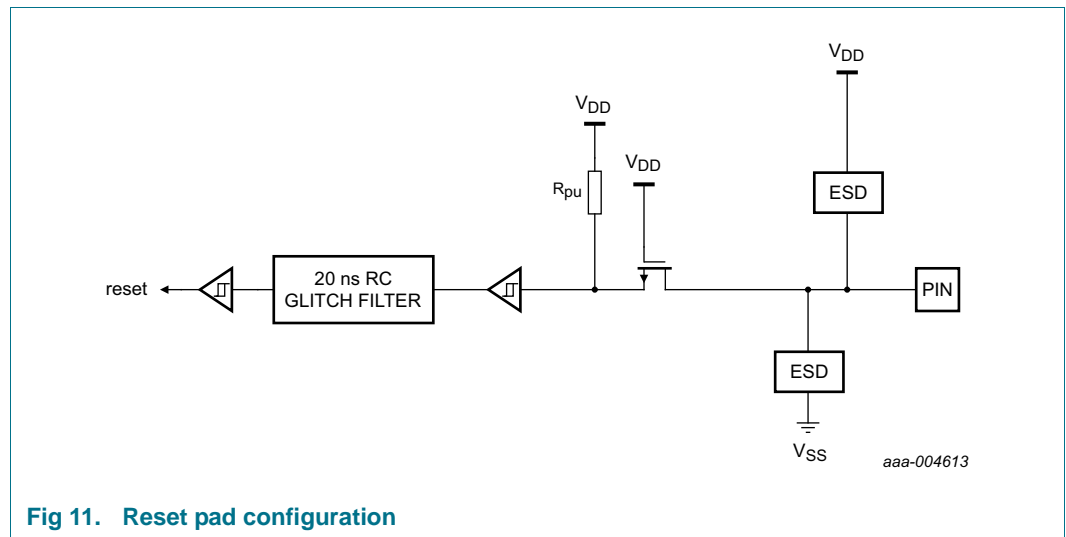 VDD
VDD
VDD
Rpu
ESD
reset
20 ns RC
GLITCH FILTER
PIN
ESD
VSS
aaa-004613
Fig 11. Reset pad configuration